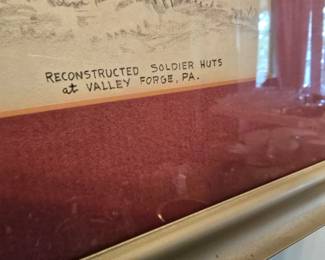 RECONSTRUCTED SOLDIER HUTS
at VALLEY FORGE, PA.